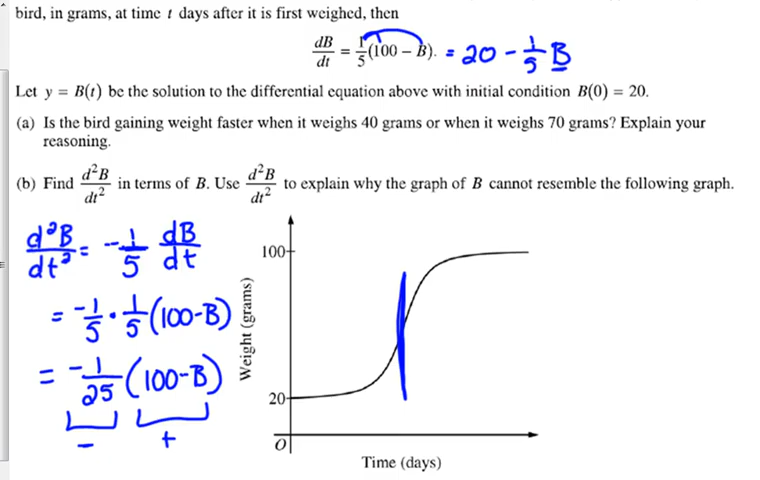 bird, in grams, at time t days after it is first weighed, then
dB/dt = 1/5(100 − B). = 20 - 1/5 B
Let y = B(t) be the solution to the differential equation above with initial condition B(0) = 20.
(a) Is the bird gaining weight faster when it weighs 40 grams or when it weighs 70 grams? Explain your
reasoning.
(b) Find d²B/dt² in terms of B. Use d²B/dt² to explain why the graph of B cannot resemble the following graph.
d²B/dt² = -1/5 dB/dt
= -1/5 · 1/5 (100-B)
= -1/25 (100-B)
- +
100
Weight (grams)
20
O
Time (days)